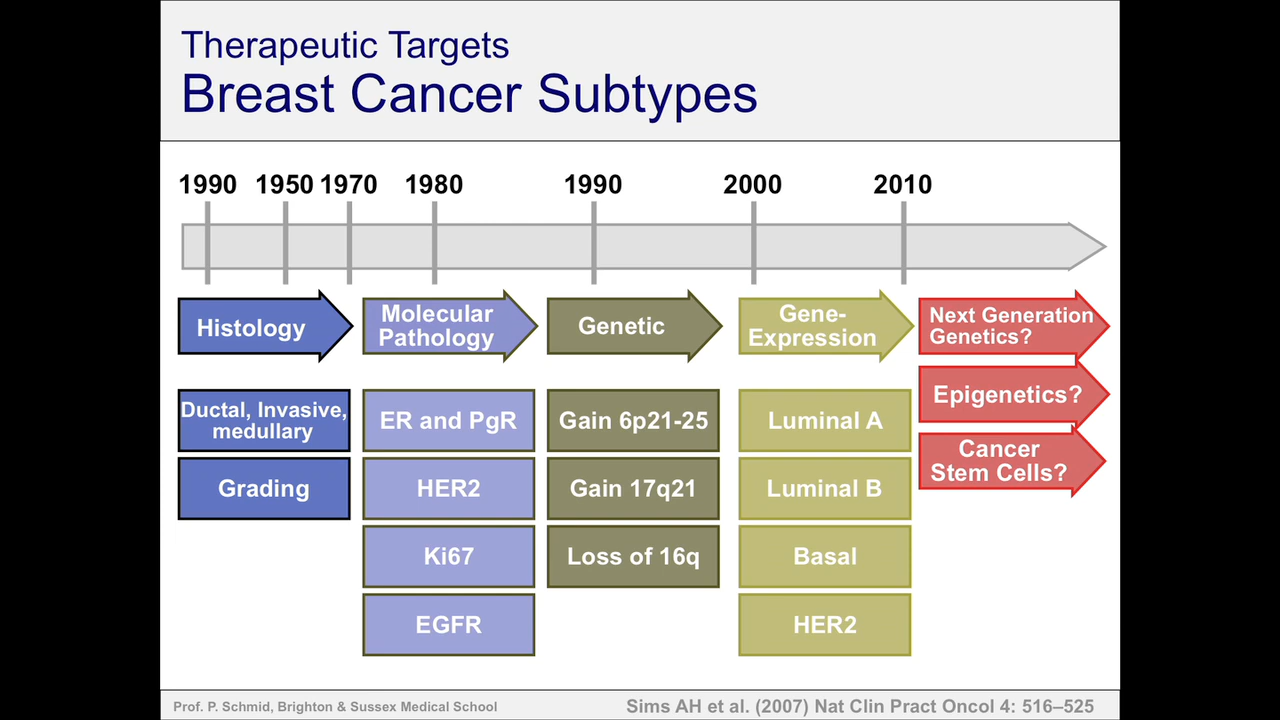 Therapeutic Targets
Breast Cancer Subtypes
1990 1950 1970 1980 1990 2000 2010
Histology
Molecular
Pathology
Genetic
Gene-
Expression
Next Generation
Genetics?
Epigenetics?
Cancer
Stem Cells?
Ductal, Invasive,
medullary
Grading
ER and PgR
HER2
Ki67
EGFR
Gain 6p21-25
Gain 17q21
Loss of 16q
Luminal A
Luminal B
Basal
HER2
Prof. P. Schmid, Brighton & Sussex Medical School
Sims AH et al. (2007) Nat Clin Pract Oncol 4: 516–525